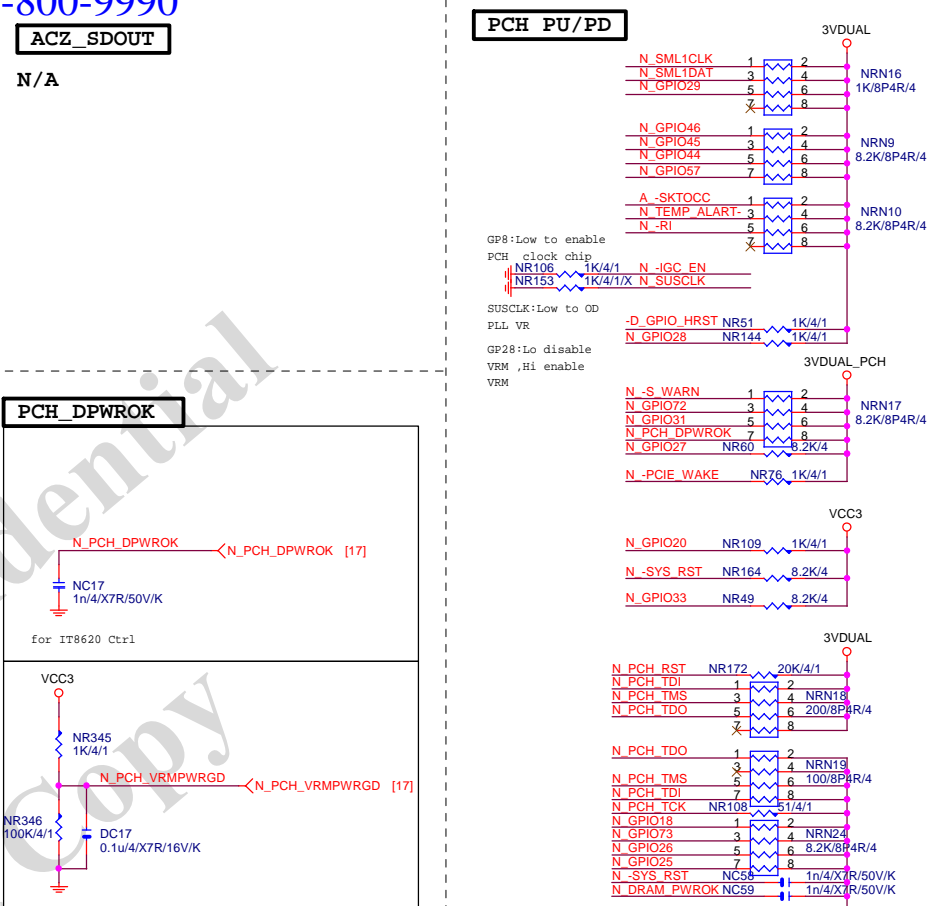 -800-9990
ACZ_SDOUT
N/A
PCH_DPWROK
N_PCH_DPWROK
N_PCH_DPWROK [17]
NC17
1n/4/X7R/50V/K
for IT8620 Ctrl
VCC3
NR345
1K/4/1
N_PCH_VRMPWRGD
N_PCH_VRMPWRGD [17]
NR346
100K/4/1
DC17
0.1u/4/X7R/16V/K
PCH PU/PD
3VDUAL
N_SML1CLK 1 2
N_SML1DAT 3 4 NRN16
N_GPIO29 5 6 1K/8P4R/4
7 8
N_GPIO46 1 2
N_GPIO45 3 4 NRN9
N_GPIO44 5 6 8.2K/8P4R/4
N_GPIO57 7 8
A_-SKTOCC 1 2
N_TEMP_ALART- 3 4 NRN10
N_-RI 5 6 8.2K/8P4R/4
7 8
GP8:Low to enable
PCH clock chip
NR106 1K/4/1 N_-IGC_EN
NR153 1K/4/1/X N_SUSCLK
SUSCLK:Low to OD
PLL VR
-D_GPIO_HRST NR51 1K/4/1
N_GPIO28 NR144 1K/4/1
GP28:Lo disable
VRM ,Hi enable
VRM
3VDUAL_PCH
N_-S_WARN 1 2
N_GPIO72 3 4 NRN17
N_GPIO31 5 6 8.2K/8P4R/4
N_PCH_DPWROK 7 8
N_GPIO27 NR60 8.2K/4
N_-PCIE_WAKE NR76 1K/4/1
VCC3
N_GPIO20 NR109 1K/4/1
N_-SYS_RST NR164 8.2K/4
N_GPIO33 NR49 8.2K/4
3VDUAL
N_PCH_RST NR172 20K/4/1
N_PCH_TDI 1 2
N_PCH_TMS 3 4 NRN18
N_PCH_TDO 5 6 200/8P4R/4
7 8
N_PCH_TDO 1 2
3 4 NRN19
N_PCH_TMS 5 6 100/8P4R/4
N_PCH_TDI 7 8
N_PCH_TCK NR108 51/4/1
N_GPIO18 1 2
N_GPIO73 3 4 NRN24
N_GPIO26 5 6 8.2K/8P4R/4
N_GPIO25 7 8
N_-SYS_RST NC58 1n/4/X7R/50V/K
N_DRAM_PWROK NC59 1n/4/X7R/50V/K
dential
Copy